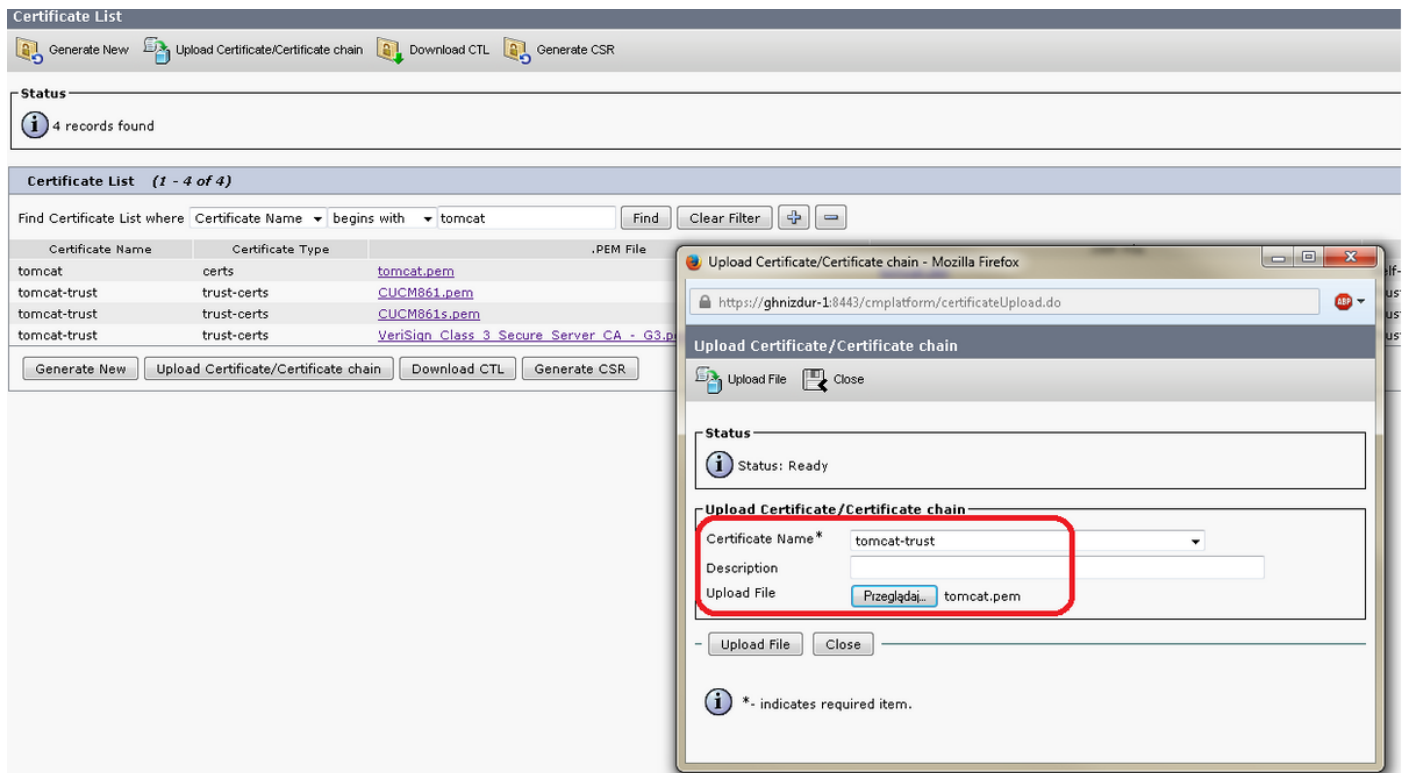 Certificate List
Generate New Upload Certificate/Certificate chain Download CTL Generate CSR
Status
4 records found
Certificate List (1 - 4 of 4)
Find Certificate List where Certificate Name begins with tomcat Find Clear Filter
Certificate Name Certificate Type .PEM File
tomcat certs tomcat.pem
tomcat-trust trust-certs CUCM861.pem
tomcat-trust trust-certs CUCM861s.pem
tomcat-trust trust-certs VeriSign_Class_3_Secure_Server_CA_-_G3.p
Generate New Upload Certificate/Certificate chain Download CTL Generate CSR
Upload Certificate/Certificate chain - Mozilla Firefox
https://ghnizdur-1:8443/cmplatform/certificateUpload.do
ABP
Upload Certificate/Certificate chain
Upload File Close
Status
Status: Ready
Upload Certificate/Certificate chain
Certificate Name* tomcat-trust
Description
Upload File Przeglądaj... tomcat.pem
Upload File Close
*- indicates required item.